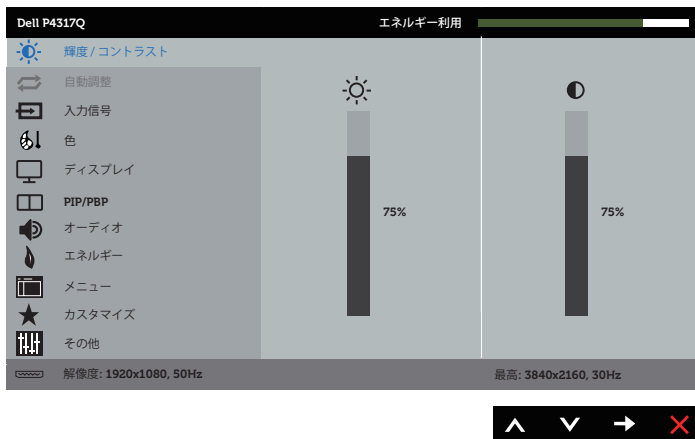 Dell P4317Q
エネルギー利用
輝度 / コントラスト
自動調整
入力信号
色
ディスプレイ
PIP/PBP
オーディオ
エネルギー
メニュー
カスタマイズ
その他
75%
75%
解像度: 1920x1080, 50Hz
最高: 3840x2160, 30Hz